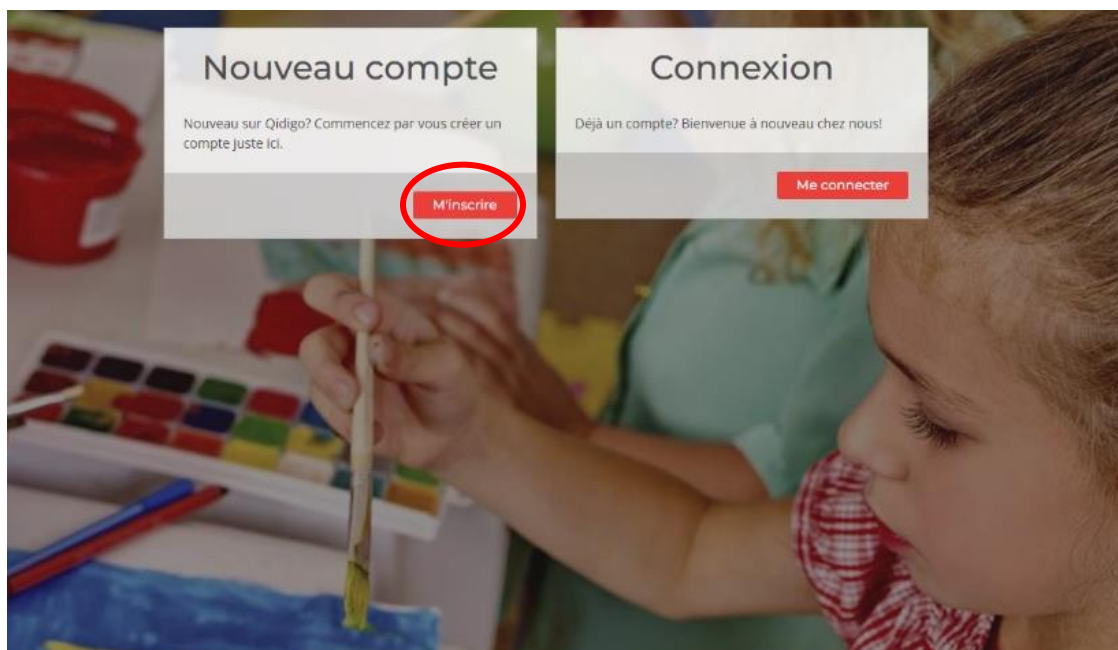 Nouveau compte
Nouveau sur Qidigo? Commencez par vous créer un
compte juste ici.
M'inscrire
Connexion
Déjà un compte? Bienvenue à nouveau chez nous!
Me connecter